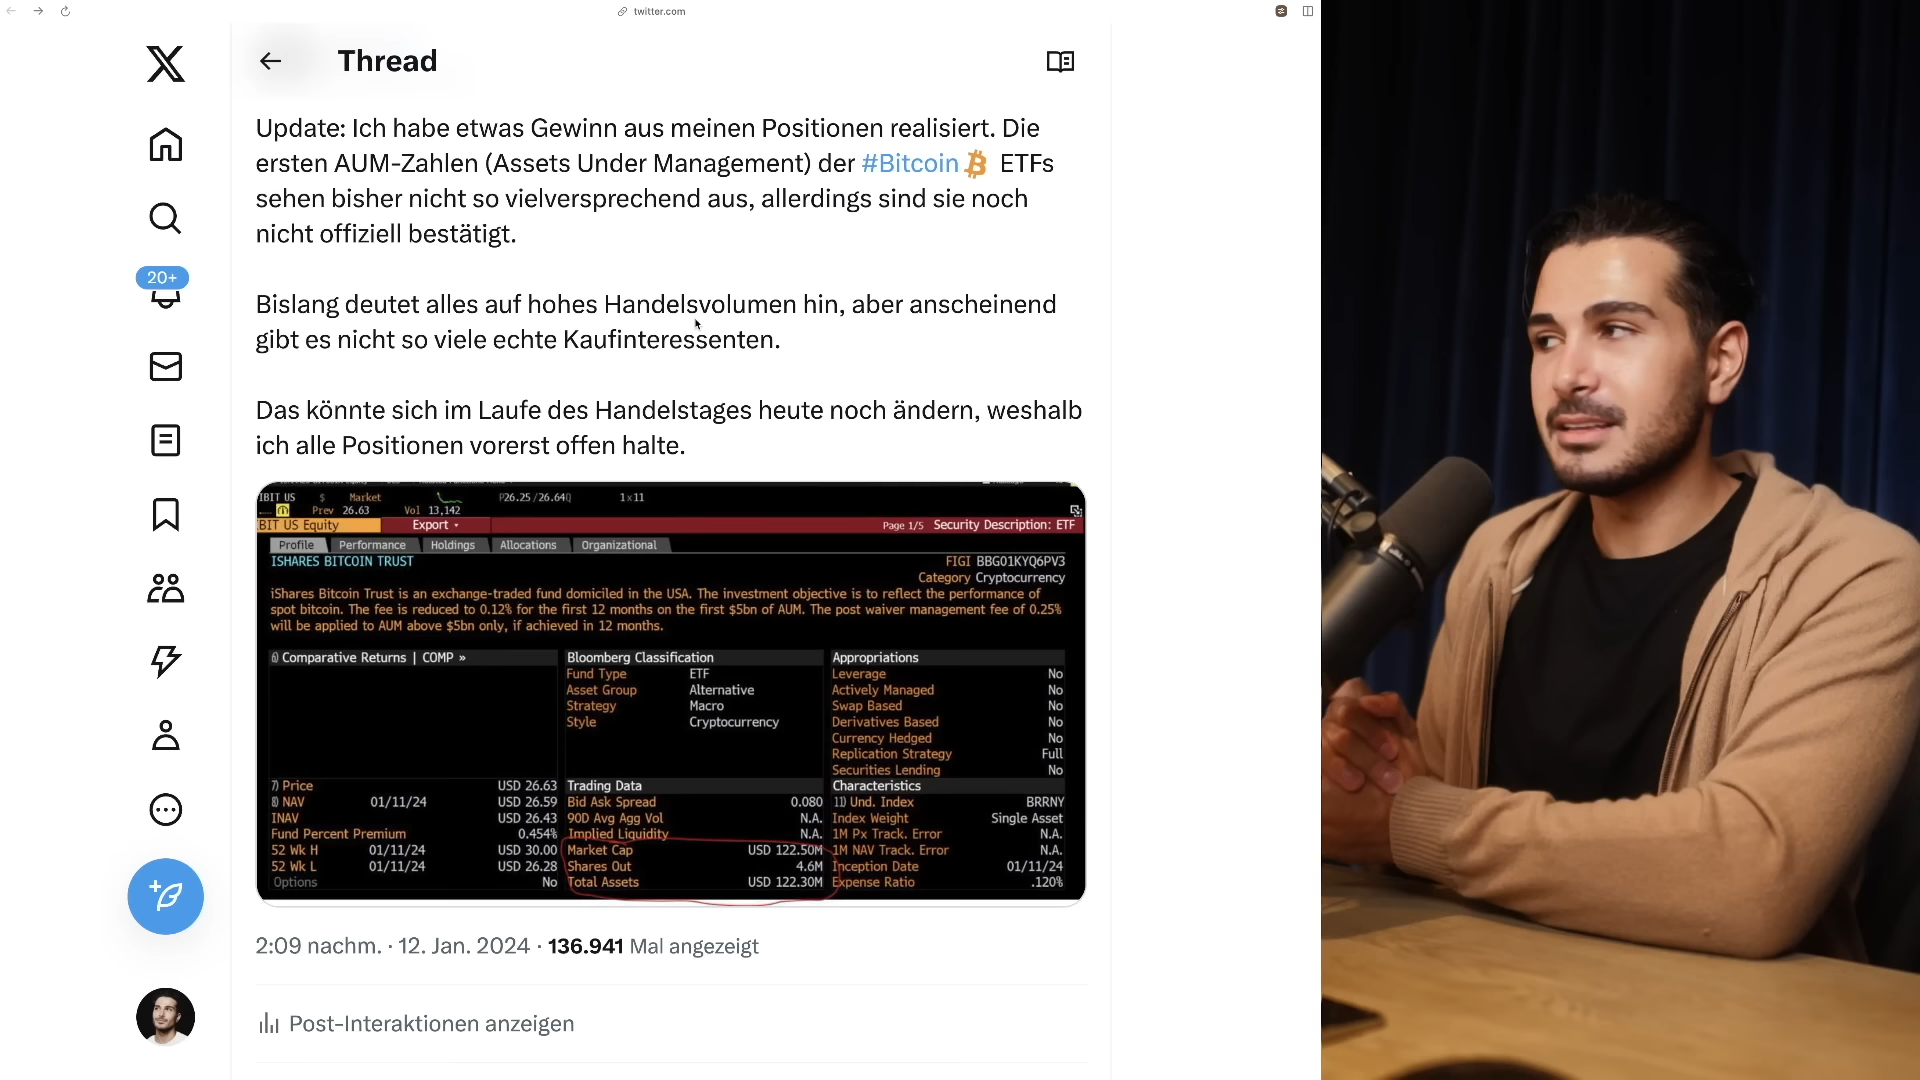 twitter.com
Thread
Update: Ich habe etwas Gewinn aus meinen Positionen realisiert. Die
ersten AUM-Zahlen (Assets Under Management) der #Bitcoin ETFs
sehen bisher nicht so vielversprechend aus, allerdings sind sie noch
nicht offiziell bestätigt.
Bislang deutet alles auf hohes Handelsvolumen hin, aber anscheinend
gibt es nicht so viele echte Kaufinteressenten.
Das könnte sich im Laufe des Handelstages heute noch ändern, weshalb
ich alle Positionen vorerst offen halte.
20+
IBIT US $ Market P26.25/26.64Q 1x11
Prev 26.63 Vol 13,142
BIT US Equity Export Page 1/5 Security Description: ETF
Profile Performance Holdings Allocations Organizational
ISHARES BITCOIN TRUST FIGI BBG01KYQ6PV3
Category Cryptocurrency
iShares Bitcoin Trust is an exchange-traded fund domiciled in the USA. The investment objective is to reflect the performance of
spot bitcoin. The fee is reduced to 0.12% for the first 12 months on the first $5bn of AUM. The post waiver management fee of 0.25%
will be applied to AUM above $5bn only, if achieved in 12 months.
6) Comparative Returns | COMP » Bloomberg Classification Appropriations
Fund Type ETF Leverage No
Asset Group Alternative Actively Managed No
Strategy Macro Swap Based No
Style Cryptocurrency Derivatives Based No
Currency Hedged No
Replication Strategy Full
Securities Lending No
7) Price USD 26.63 Trading Data Characteristics
8) NAV 01/11/24 USD 26.59 Bid Ask Spread 0.080 11) Und. Index BRRNY
INAV USD 26.43 90D Avg Agg Vol N.A. Index Weight Single Asset
Fund Percent Premium 0.454% Implied Liquidity N.A. 1M Px Track. Error N.A.
52 Wk H 01/11/24 USD 30.00 Market Cap USD 122.50M 1M NAV Track. Error N.A.
52 Wk L 01/11/24 USD 26.28 Shares Out 4.6M Inception Date 01/11/24
Options No Total Assets USD 122.30M Expense Ratio .120%
2:09 nachm. · 12. Jan. 2024 · 136.941 Mal angezeigt
Post-Interaktionen anzeigen